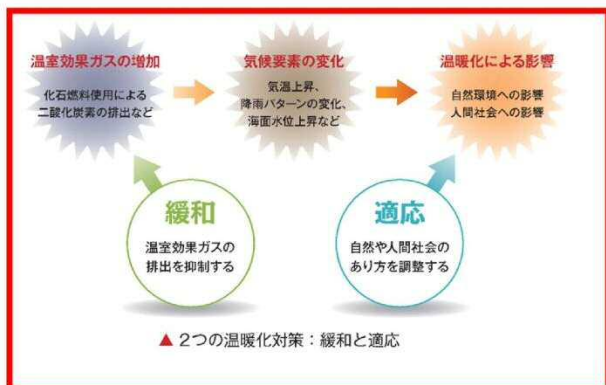 温室効果ガスの増加
化石燃料使用による
二酸化炭素の排出など
気候要素の変化
気温上昇、
降雨パターンの変化、
海面水位上昇など
温暖化による影響
自然環境への影響
人間社会への影響
緩和
温室効果ガスの
排出を抑制する
適応
自然や人間社会の
あり方を調整する
▲ 2つの温暖化対策：緩和と適応